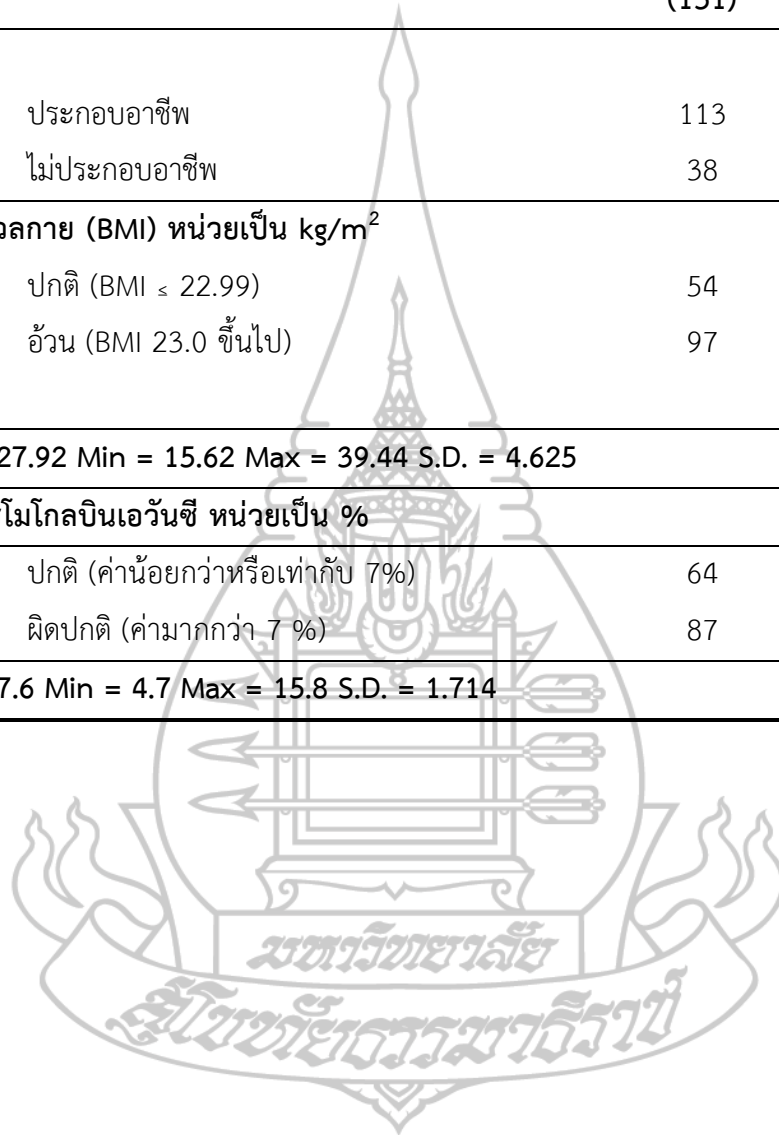 (151)
ประกอบอาชีพ 113
ไม่ประกอบอาชีพ 38
วลกาย (BMI) หน่วยเป็น kg/m²
ปกติ (BMI ≤ 22.99) 54
อ้วน (BMI 23.0 ขึ้นไป) 97
27.92 Min = 15.62 Max = 39.44 S.D. = 4.625
โมโกลบินเอวันซี หน่วยเป็น %
ปกติ (ค่าน้อยกว่าหรือเท่ากับ 7%) 64
ผิดปกติ (ค่ามากกว่า 7 %) 87
7.6 Min = 4.7 Max = 15.8 S.D. = 1.714
มหาวิทยาลัย
สุโขทัยธรรมาธิราช